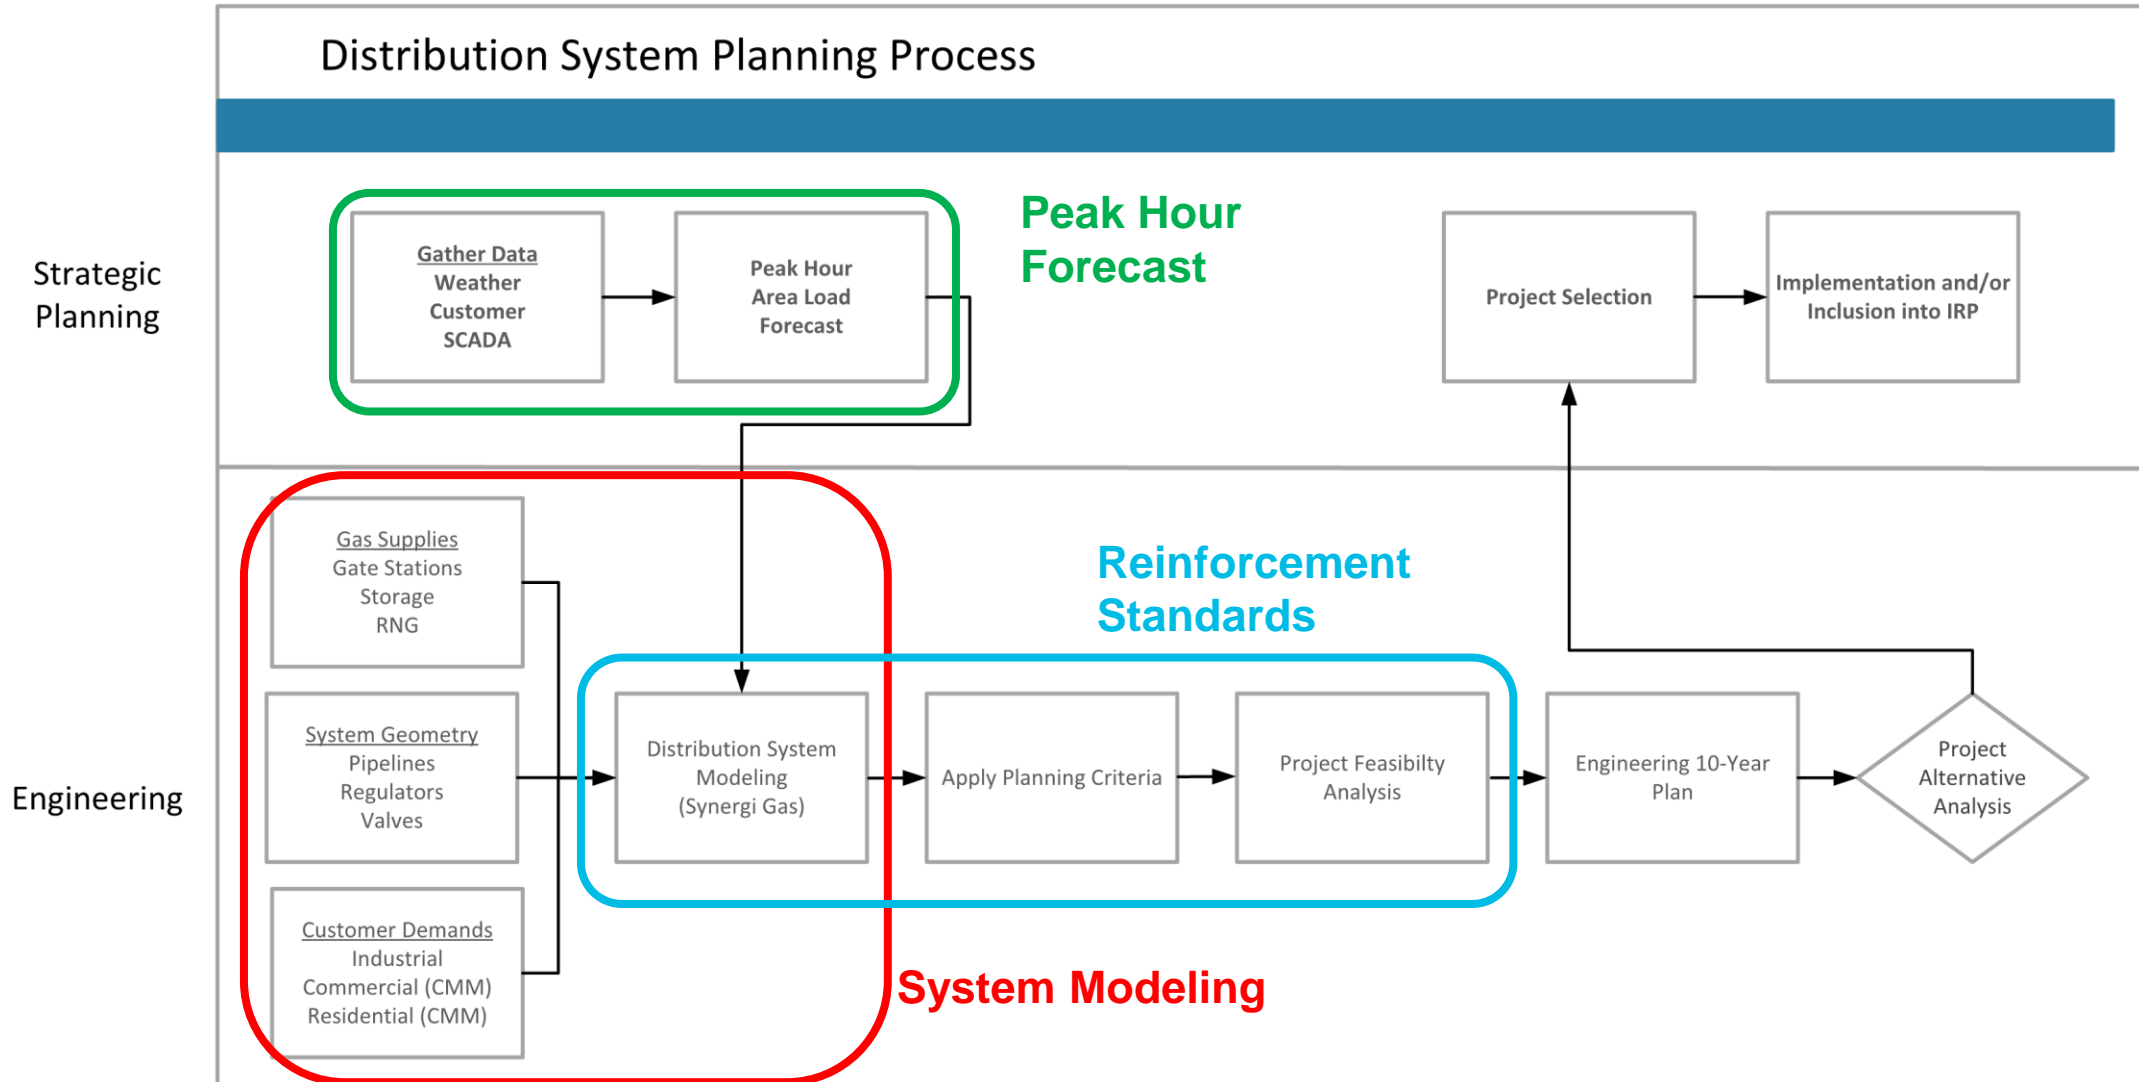 Distribution System Planning Process
Strategic
Planning
Gather Data
Weather
Customer
SCADA
Peak Hour
Area Load
Forecast
Peak Hour
Forecast
Project Selection
Implementation and/or
Inclusion into IRP
Engineering
Gas Supplies
Gate Stations
Storage
RNG
System Geometry
Pipelines
Regulators
Valves
Customer Demands
Industrial
Commercial (CMM)
Residential (CMM)
Distribution System
Modeling
(Synergi Gas)
Apply Planning Criteria
Project Feasibilty
Analysis
Reinforcement
Standards
Engineering 10-Year
Plan
Project
Alternative
Analysis
System Modeling